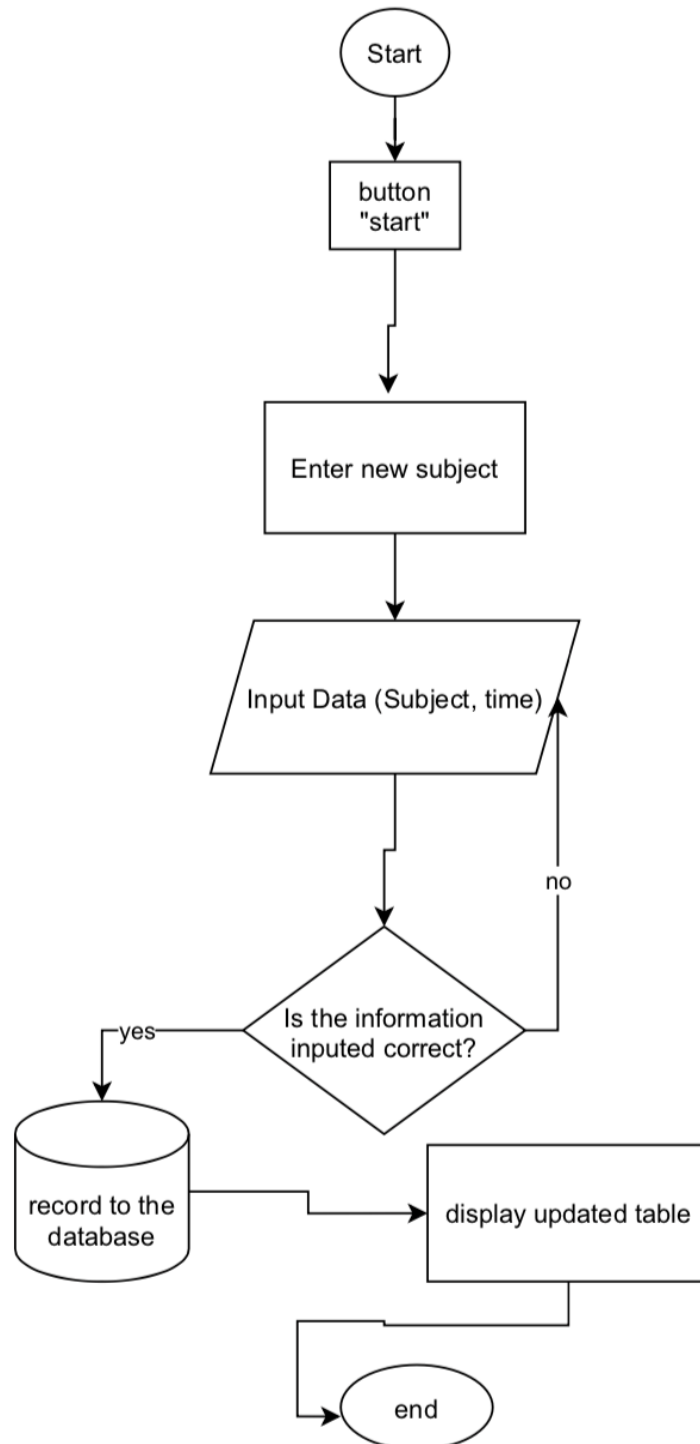 Start
button
"start"
Enter new subject
Input Data (Subject, time)
no
Is the information
inputed correct?
yes
record to the
database
display updated table
end